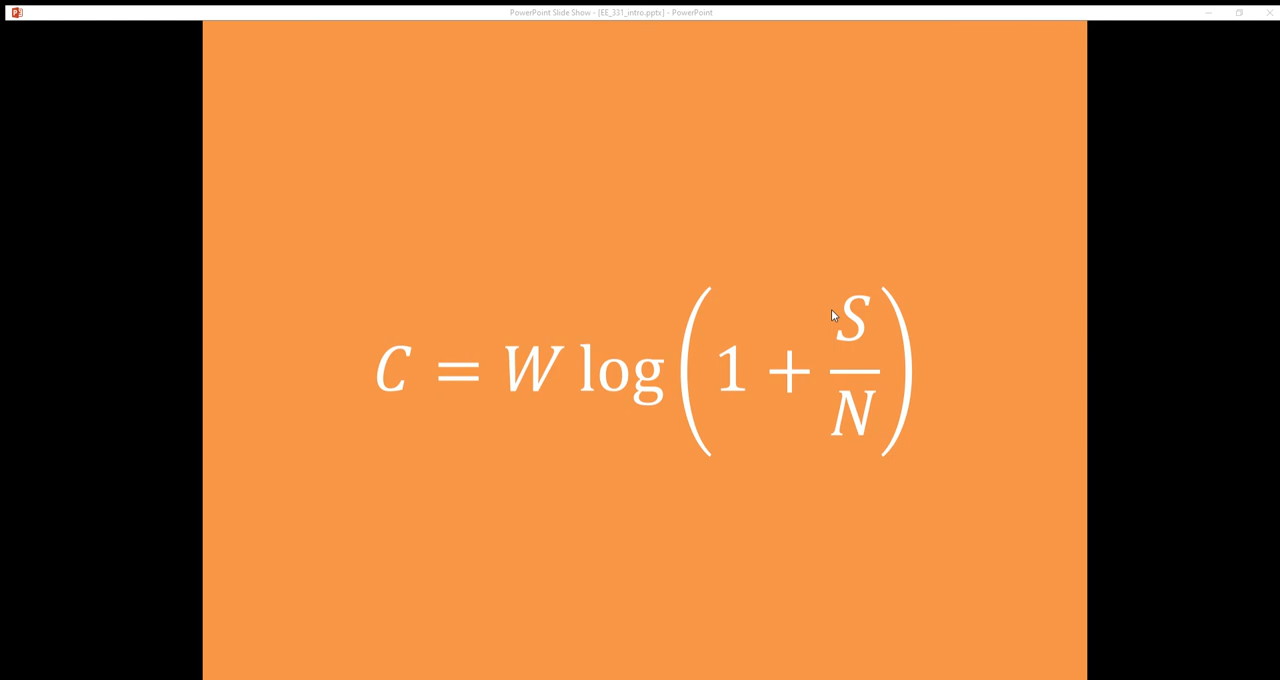 PowerPoint Slide Show - [EE_331_intro.pptx] - PowerPoint
C = W log(1 + S/N)